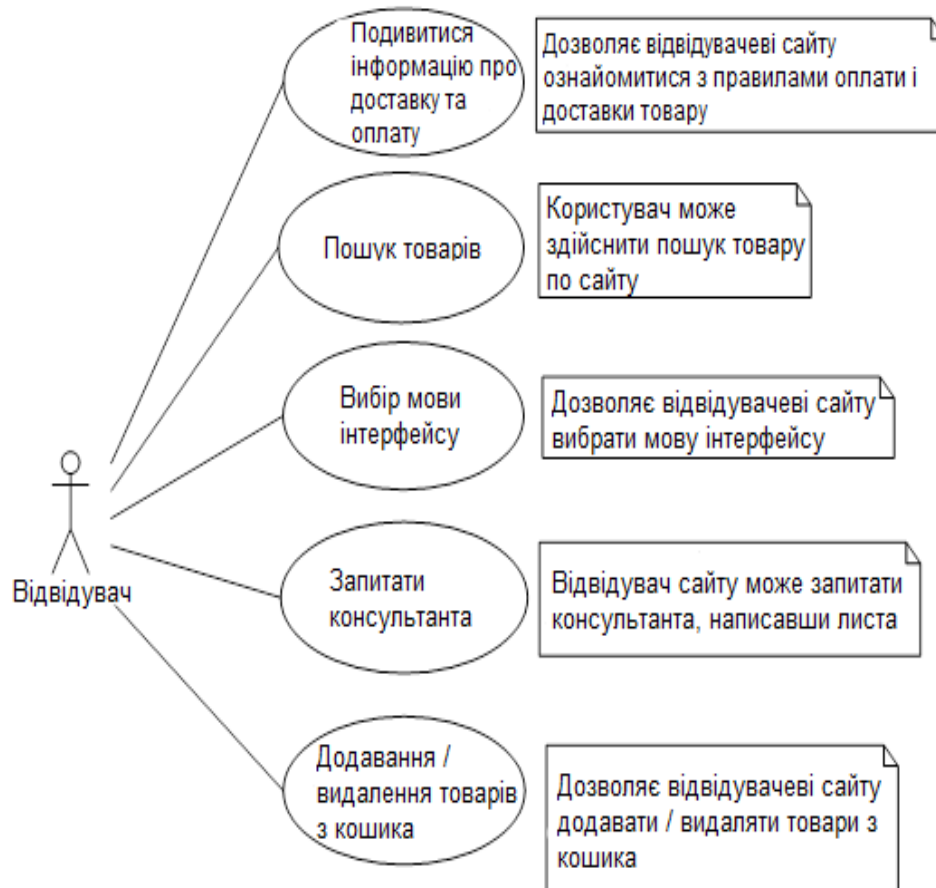 Подивитися
інформацію про
доставку та
оплату
Дозволяє відвідувачеві сайту
ознайомитися з правилами оплати і
доставки товару
Пошук товарів
Користувач може
здійснити пошук товару
по сайту
Вибір мови
інтерфейсу
Дозволяє відвідувачеві сайту
вибрати мову інтерфейсу
Відвідувач
Запитати
консультанта
Відвідувач сайту може запитати
консультанта, написавши листа
Додавання /
видалення товарів
з кошика
Дозволяє відвідувачеві сайту
додавати / видаляти товари з
кошика